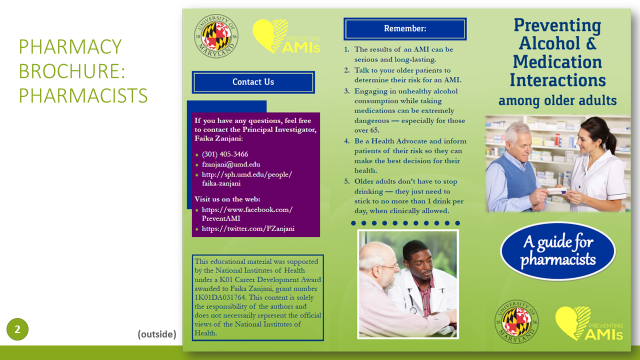 PHARMACY
BROCHURE:
PHARMACISTS
2
(outside)
UNIVERSITY OF
MARYLAND
PREVENTING
AMIs
Contact Us
If you have any questions, feel free
to contact the Principal Investigator,
Faika Zanjani:
• (301) 405-3466
• fzanjani@umd.edu
• http://sph.umd.edu/people/
faika-zanjani
Visit us on the web:
• https://www.facebook.com/
PreventAMI
• https://twitter.com/FZanjani
This educational material was supported
by the National Institutes of Health
under a K01 Career Development Award
awarded to Faika Zanjani, grant number
1K01DA031764. This content is solely
the responsibility of the authors and
does not necessarily represent the official
views of the National Institutes of
Health.
Remember:
1. The results of an AMI can be
serious and long-lasting.
2. Talk to your older patients to
determine their risk for an AMI.
3. Engaging in unhealthy alcohol
consumption while taking
medications can be extremely
dangerous — especially for those
over 65.
4. Be a Health Advocate and inform
patients of their risk so they can
make the best decision for their
health.
5. Older adults don't have to stop
drinking — they just need to
stick to no more than 1 drink per
day, when clinically allowed.
Preventing
Alcohol &
Medication
Interactions
among older adults
A guide for
pharmacists
UNIVERSITY OF
MARYLAND
PREVENTING
AMIs